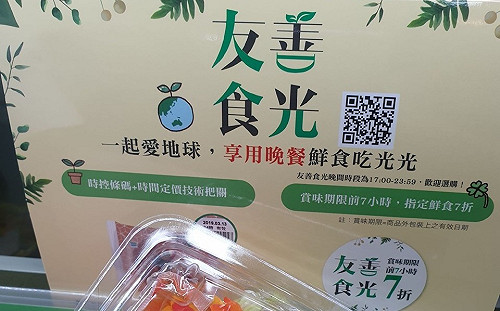 友善
食光
一起愛地球，享用晚餐鮮食吃光光
友善食光晚間時段為17:00-23:59，歡迎選購！
時控條碼+時間定價技術把關
賞味期限前7小時，指定鮮食7折
註：賞味期限=商品外包裝上之有效日期
2019.03.13
友善
食光
賞味期限
前7小時
7折